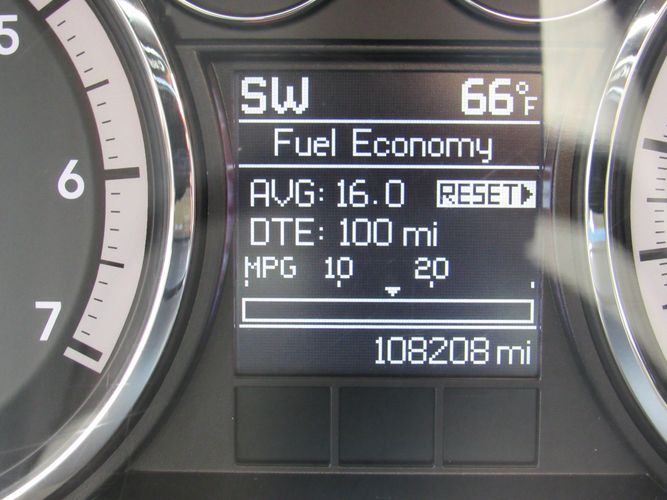 5
6
7
SW 66°F
Fuel Economy
AVG: 16.0 RESET
DTE: 100 mi
MPG 10 20
108208 mi